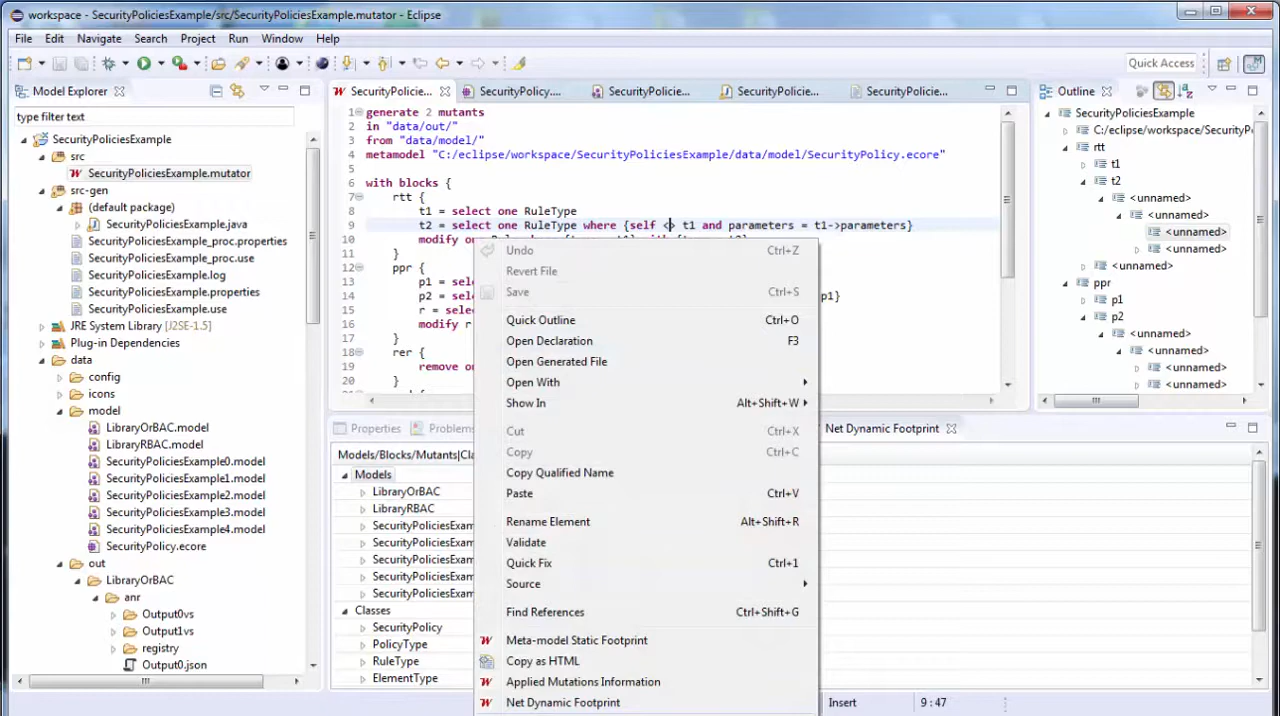 workspace - SecurityPoliciesExample/src/SecurityPoliciesExample.mutator - Eclipse
File Edit Navigate Search Project Run Window Help
Quick Access
Model Explorer
type filter text
SecurityPoliciesExample
src
SecurityPoliciesExample.mutator
src-gen
(default package)
SecurityPoliciesExample.java
SecurityPoliciesExample_proc.properties
SecurityPoliciesExample_proc.use
SecurityPoliciesExample.log
SecurityPoliciesExample.properties
SecurityPoliciesExample.use
JRE System Library [J2SE-1.5]
Plug-in Dependencies
data
config
icons
model
LibraryOrBAC.model
LibraryRBAC.model
SecurityPoliciesExample0.model
SecurityPoliciesExample1.model
SecurityPoliciesExample2.model
SecurityPoliciesExample3.model
SecurityPoliciesExample4.model
SecurityPolicy.ecore
out
LibraryOrBAC
anr
Output0vs
Output1vs
registry
Output0.json
SecurityPolicie... SecurityPolicy.... SecurityPolicie... SecurityPolicie... SecurityPolicie...
1 generate 2 mutants
2 in "data/out/"
3 from "data/model/"
4 metamodel "C:/eclipse/workspace/SecurityPoliciesExample/data/model/SecurityPolicy.ecore"
5
6 with blocks {
7 rtt {
8 t1 = select one RuleType
9 t2 = select one RuleType where {self <> t1 and parameters = t1->parameters}
10 modify o
11 }
12 ppr {
13 p1 = sele
14 p2 = sele p1}
15 r = selec
16 modify r
17 }
18 rer {
19 remove on
20 }
Undo Ctrl+Z
Revert File
Save Ctrl+S
Quick Outline Ctrl+O
Open Declaration F3
Open Generated File
Open With
Show In Alt+Shift+W
Cut Ctrl+X
Copy Ctrl+C
Copy Qualified Name
Paste Ctrl+V
Rename Element Alt+Shift+R
Validate
Quick Fix Ctrl+1
Source
Find References Ctrl+Shift+G
Meta-model Static Footprint
Copy as HTML
Applied Mutations Information
Net Dynamic Footprint
Properties Problems Net Dynamic Footprint
Models/Blocks/Mutants|Cla
Models
LibraryOrBAC
LibraryRBAC
SecurityPoliciesExam
SecurityPoliciesExam
SecurityPoliciesExam
SecurityPoliciesExam
SecurityPoliciesExam
Classes
SecurityPolicy
PolicyType
RuleType
ElementType
Outline
SecurityPoliciesExample
C:/eclipse/workspace/SecurityPo
rtt
t1
t2
<unnamed>
<unnamed>
<unnamed>
<unnamed>
<unnamed>
ppr
p1
p2
<unnamed>
<unnamed>
<unnamed>
<unnamed>
Insert 9:47